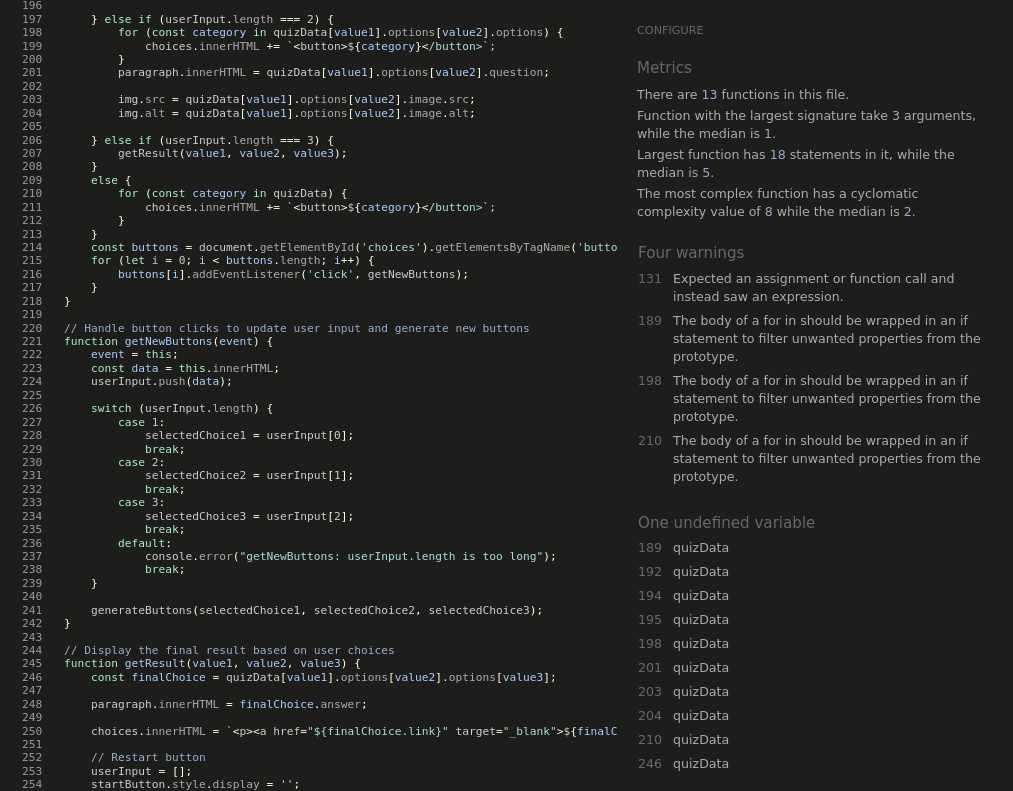 196
197 } else if (userInput.length === 2) {
198 for (const category in quizData[value1].options[value2].options) {
199 choices.innerHTML += `<button>${category}</button>`;
200 }
201 paragraph.innerHTML = quizData[value1].options[value2].question;
202
203 img.src = quizData[value1].options[value2].image.src;
204 img.alt = quizData[value1].options[value2].image.alt;
205
206 } else if (userInput.length === 3) {
207 getResult(value1, value2, value3);
208 }
209 else {
210 for (const category in quizData) {
211 choices.innerHTML += `<button>${category}</button>`;
212 }
213 }
214 const buttons = document.getElementById('choices').getElementsByTagName('butto
215 for (let i = 0; i < buttons.length; i++) {
216 buttons[i].addEventListener('click', getNewButtons);
217 }
218 }
219
220 // Handle button clicks to update user input and generate new buttons
221 function getNewButtons(event) {
222 event = this;
223 const data = this.innerHTML;
224 userInput.push(data);
225
226 switch (userInput.length) {
227 case 1:
228 selectedChoice1 = userInput[0];
229 break;
230 case 2:
231 selectedChoice2 = userInput[1];
232 break;
233 case 3:
234 selectedChoice3 = userInput[2];
235 break;
236 default:
237 console.error("getNewButtons: userInput.length is too long");
238 break;
239 }
240
241 generateButtons(selectedChoice1, selectedChoice2, selectedChoice3);
242 }
243
244 // Display the final result based on user choices
245 function getResult(value1, value2, value3) {
246 const finalChoice = quizData[value1].options[value2].options[value3];
247
248 paragraph.innerHTML = finalChoice.answer;
249
250 choices.innerHTML = `<p><a href="${finalChoice.link}" target="_blank">${finalC
251
252 // Restart button
253 userInput = [];
254 startButton.style.display = '';
CONFIGURE
Metrics
There are 13 functions in this file.
Function with the largest signature take 3 arguments,
while the median is 1.
Largest function has 18 statements in it, while the
median is 5.
The most complex function has a cyclomatic
complexity value of 8 while the median is 2.
Four warnings
131 Expected an assignment or function call and
instead saw an expression.
189 The body of a for in should be wrapped in an if
statement to filter unwanted properties from the
prototype.
198 The body of a for in should be wrapped in an if
statement to filter unwanted properties from the
prototype.
210 The body of a for in should be wrapped in an if
statement to filter unwanted properties from the
prototype.
One undefined variable
189 quizData
192 quizData
194 quizData
195 quizData
198 quizData
201 quizData
203 quizData
204 quizData
210 quizData
246 quizData